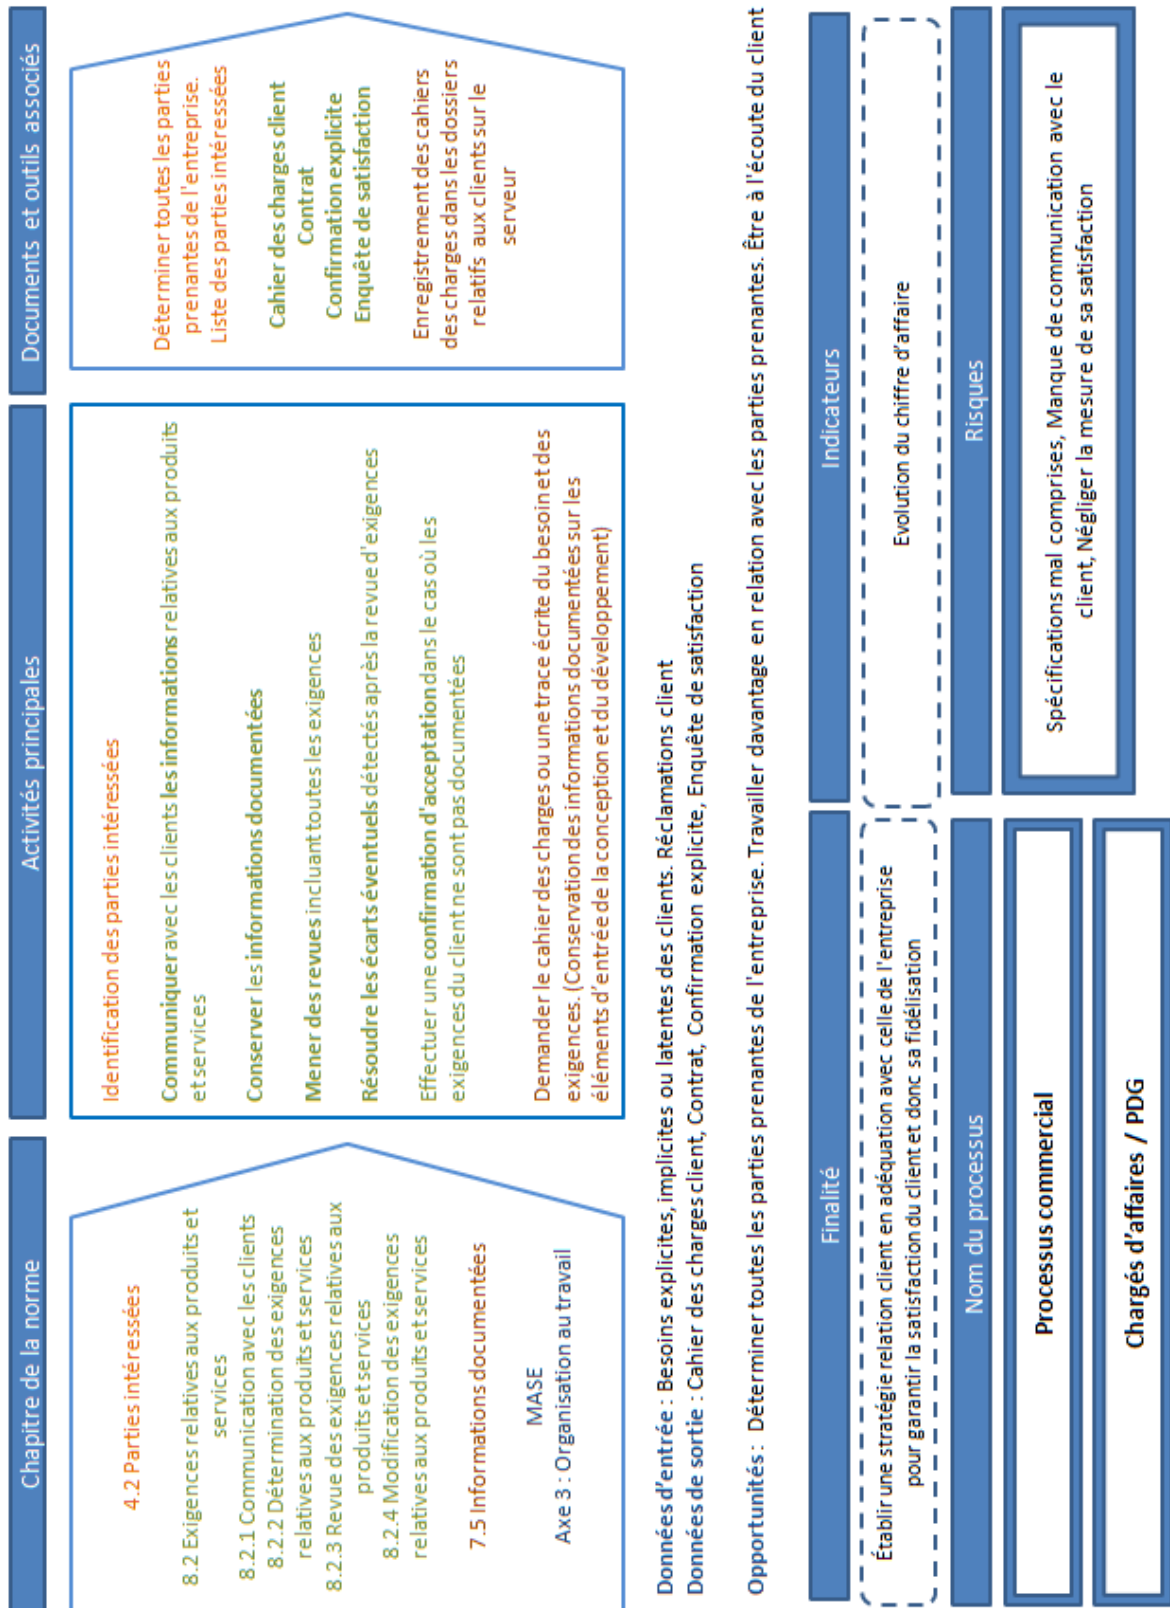 Chapitre de la norme
4.2 Parties intéressées
8.2 Exigences relatives aux produits et
services
8.2.1 Communication avec les clients
8.2.2 Détermination des exigences
relatives aux produits et services
8.2.3 Revue des exigences relatives aux
produits et services
8.2.4 Modification des exigences
relatives aux produits et services
7.5 Informations documentées
MASE
Axe 3 : Organisation au travail
Activités principales
Identification des parties intéressées
Communiquer avec les clients les informations relatives aux produits
et services
Conserver les informations documentées
Mener des revues incluant toutes les exigences
Résoudre les écarts éventuels détectés après la revue d'exigences
Effectuer une confirmation d'acceptation dans le cas où les
exigences du client ne sont pas documentées
Demander le cahier des charges ou une trace écrite du besoin et des
exigences. (Conservation des informations documentées sur les
éléments d'entrée de la conception et du développement)
Documents et outils associés
Déterminer toutes les parties
prenantes de l'entreprise.
Liste des parties intéressées
Cahier des charges client
Contrat
Confirmation explicite
Enquête de satisfaction
Enregistrement des cahiers
des charges dans les dossiers
relatifs aux clients sur le
serveur
Données d'entrée : Besoins explicites, implicites ou latentes des clients. Réclamations client
Données de sortie : Cahier des charges client, Contrat, Confirmation explicite, Enquête de satisfaction
Opportunités : Déterminer toutes les parties prenantes de l'entreprise. Travailler davantage en relation avec les parties prenantes. Être à l'écoute du client
Finalité
Établir une stratégie relation client en adéquation avec celle de l'entreprise
pour garantir la satisfaction du client et donc sa fidélisation
Indicateurs
Evolution du chiffre d'affaire
Nom du processus
Processus commercial
Chargés d'affaires / PDG
Risques
Spécifications mal comprises, Manque de communication avec le
client, Négliger la mesure de sa satisfaction